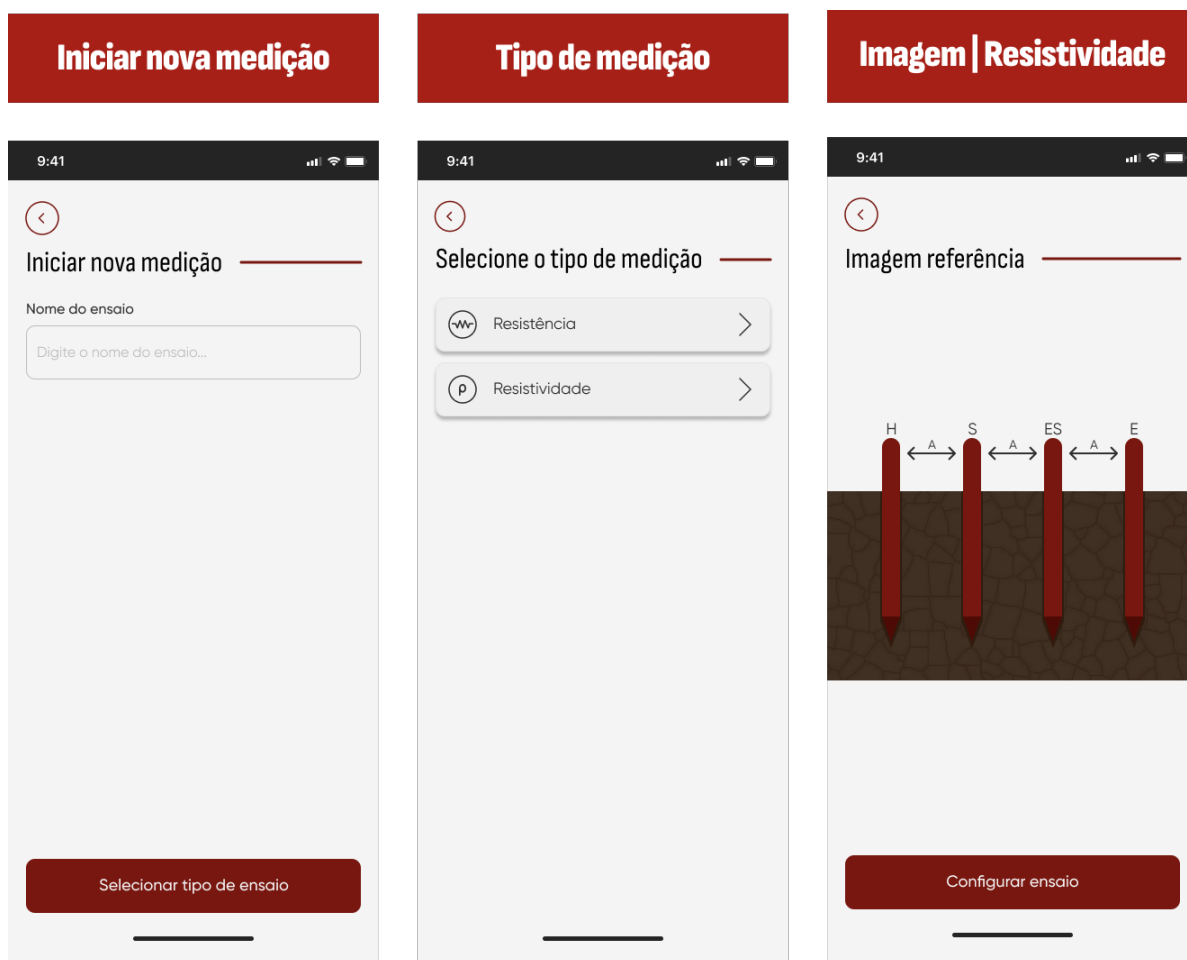 Iniciar nova medição
9:41
Iniciar nova medição
Nome do ensaio
Digite o nome do ensaio...
Selecionar tipo de ensaio
Tipo de medição
9:41
Selecione o tipo de medição
Resistência
ρ Resistividade
Imagem | Resistividade
9:41
Imagem referência
H S ES E
A A A
Configurar ensaio